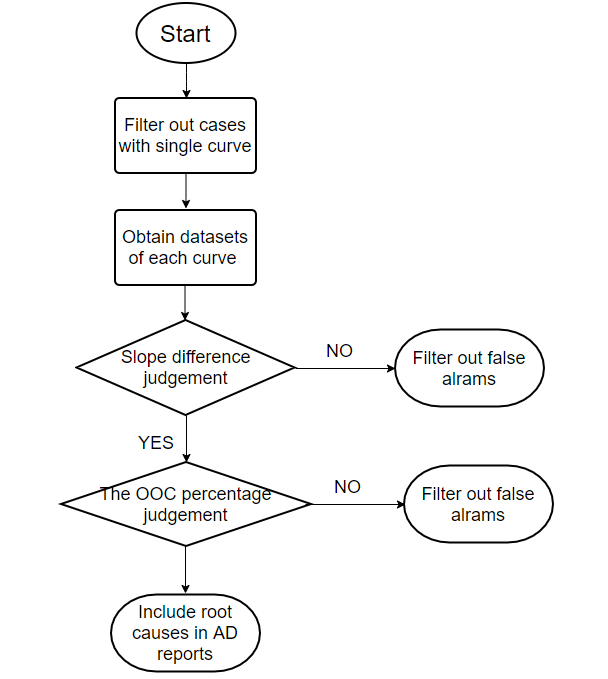 Start
Filter out cases
with single curve
Obtain datasets
of each curve
Slope difference
judgement
NO
Filter out false
alrams
YES
The OOC percentage
judgement
NO
Filter out false
alrams
Include root
causes in AD
reports